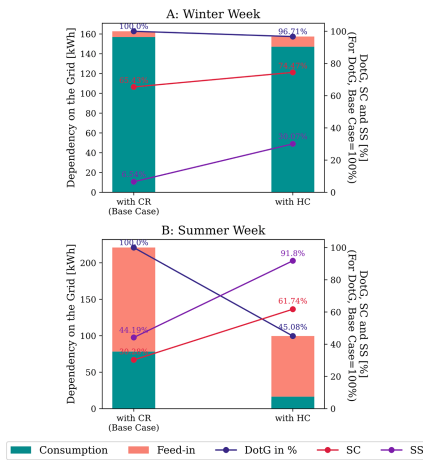 A: Winter Week
100.0%
96.71%
160
140
120
100
80
60
40
20
0
100
80
60
40
20
0
Dependency on the Grid [kWh]
DotG, SC and SS [%]
(For DotG, Base Case=100%)
with CR
(Base Case)
with HC
B: Summer Week
100.0%
91.8%
61.74%
45.08%
44.19%
200
150
100
50
0
100
80
60
40
20
0
Dependency on the Grid [kWh]
DotG, SC and SS [%]
(For DotG, Base Case=100%)
with CR
(Base Case)
with HC
Consumption Feed-in DotG in % SC SS